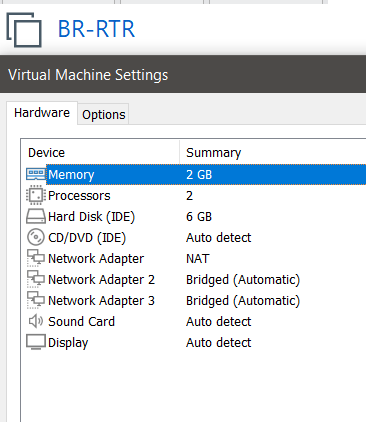 BR-RTR
Virtual Machine Settings
Hardware Options
Device Summary
Memory 2 GB
Processors 2
Hard Disk (IDE) 6 GB
CD/DVD (IDE) Auto detect
Network Adapter NAT
Network Adapter 2 Bridged (Automatic)
Network Adapter 3 Bridged (Automatic)
Sound Card Auto detect
Display Auto detect